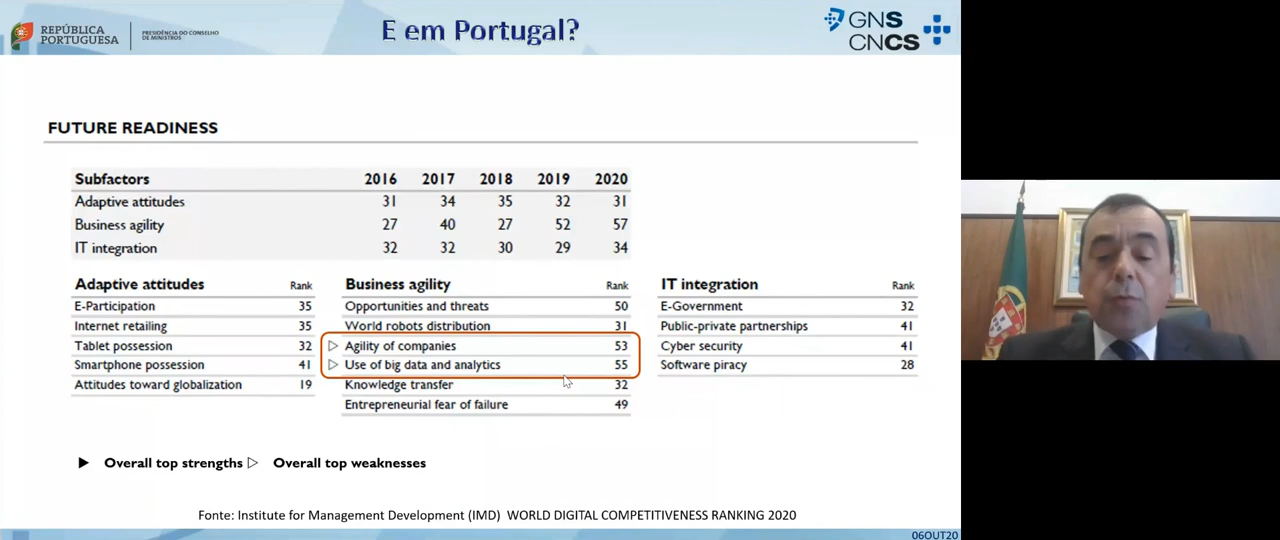 REPÚBLICA
PORTUGUESA
PRESIDÊNCIA DO CONSELHO
DE MINISTROS
E em Portugal?
GNS
CNCS
FUTURE READINESS
Subfactors 2016 2017 2018 2019 2020
Adaptive attitudes 31 34 35 32 31
Business agility 27 40 27 52 57
IT integration 32 32 30 29 34
Adaptive attitudes Rank
E-Participation 35
Internet retailing 35
Tablet possession 32
Smartphone possession 41
Attitudes toward globalization 19
Business agility Rank
Opportunities and threats 50
World robots distribution 31
▷ Agility of companies 53
▷ Use of big data and analytics 55
Knowledge transfer 32
Entrepreneurial fear of failure 49
IT integration Rank
E-Government 32
Public-private partnerships 41
Cyber security 41
Software piracy 28
▶ Overall top strengths ▷ Overall top weaknesses
Fonte: Institute for Management Development (IMD) WORLD DIGITAL COMPETITIVENESS RANKING 2020
06OUT20